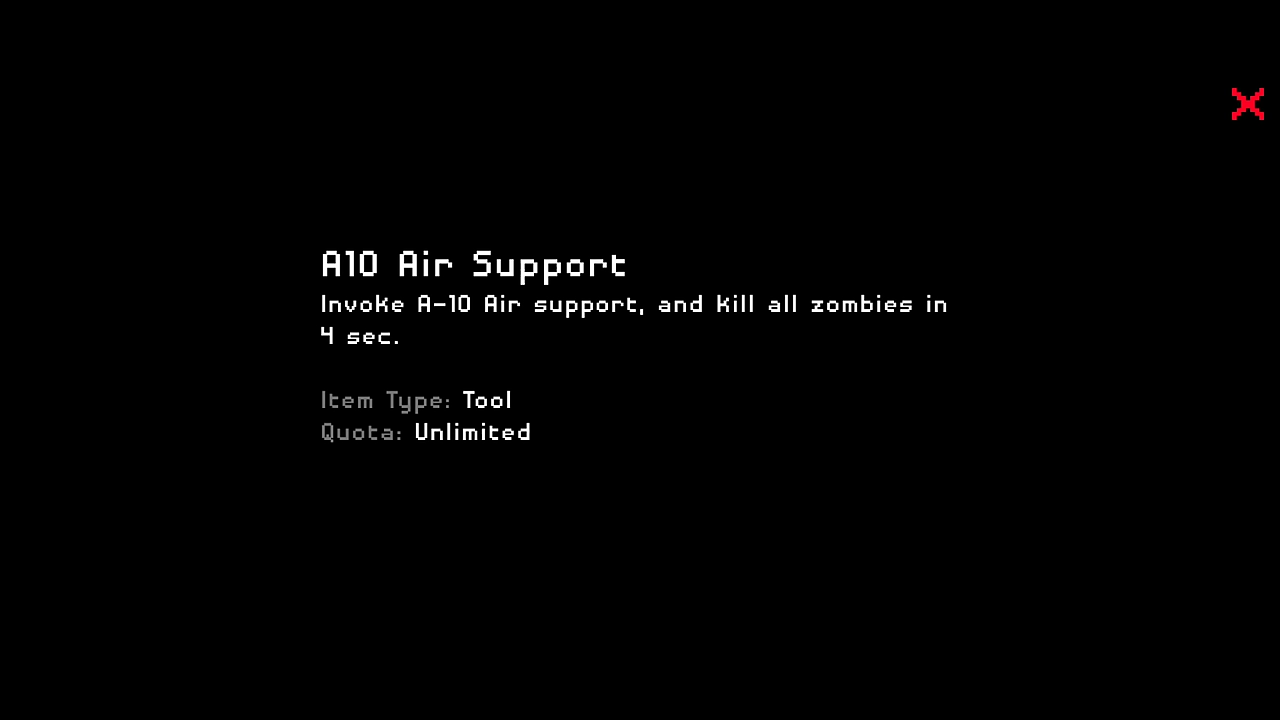 A10 Air Support
Invoke A-10 Air support, and kill all zombies in
4 sec.
Item Type: Tool
Quota: Unlimited